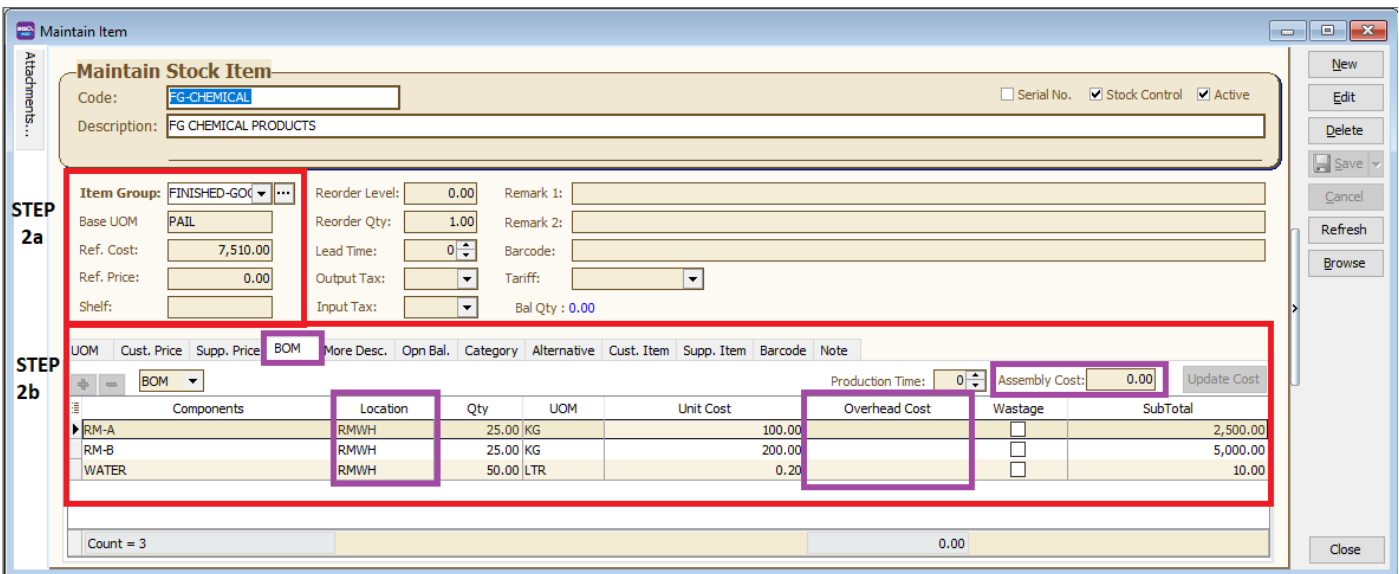 Maintain Item
Attachments...
Maintain Stock Item
Code: FG-CHEMICAL Serial No. Stock Control Active
Description: FG CHEMICAL PRODUCTS
New
Edit
Delete
Save
Cancel
Refresh
Browse
STEP
2a
Item Group: FINISHED-GOO ... Reorder Level: 0.00 Remark 1:
Base UOM PAIL Reorder Qty: 1.00 Remark 2:
Ref. Cost: 7,510.00 Lead Time: 0 Barcode:
Ref. Price: 0.00 Output Tax: Tariff:
Shelf: Input Tax: Bal Qty : 0.00
STEP
2b
UOM Cust. Price Supp. Price BOM More Desc. Opn Bal. Category Alternative Cust. Item Supp. Item Barcode Note
BOM Production Time: 0 Assembly Cost: 0.00 Update Cost
Components Location Qty UOM Unit Cost Overhead Cost Wastage SubTotal
RM-A RMWH 25.00 KG 100.00 2,500.00
RM-B RMWH 25.00 KG 200.00 5,000.00
WATER RMWH 50.00 LTR 0.20 10.00
Count = 3 0.00
Close